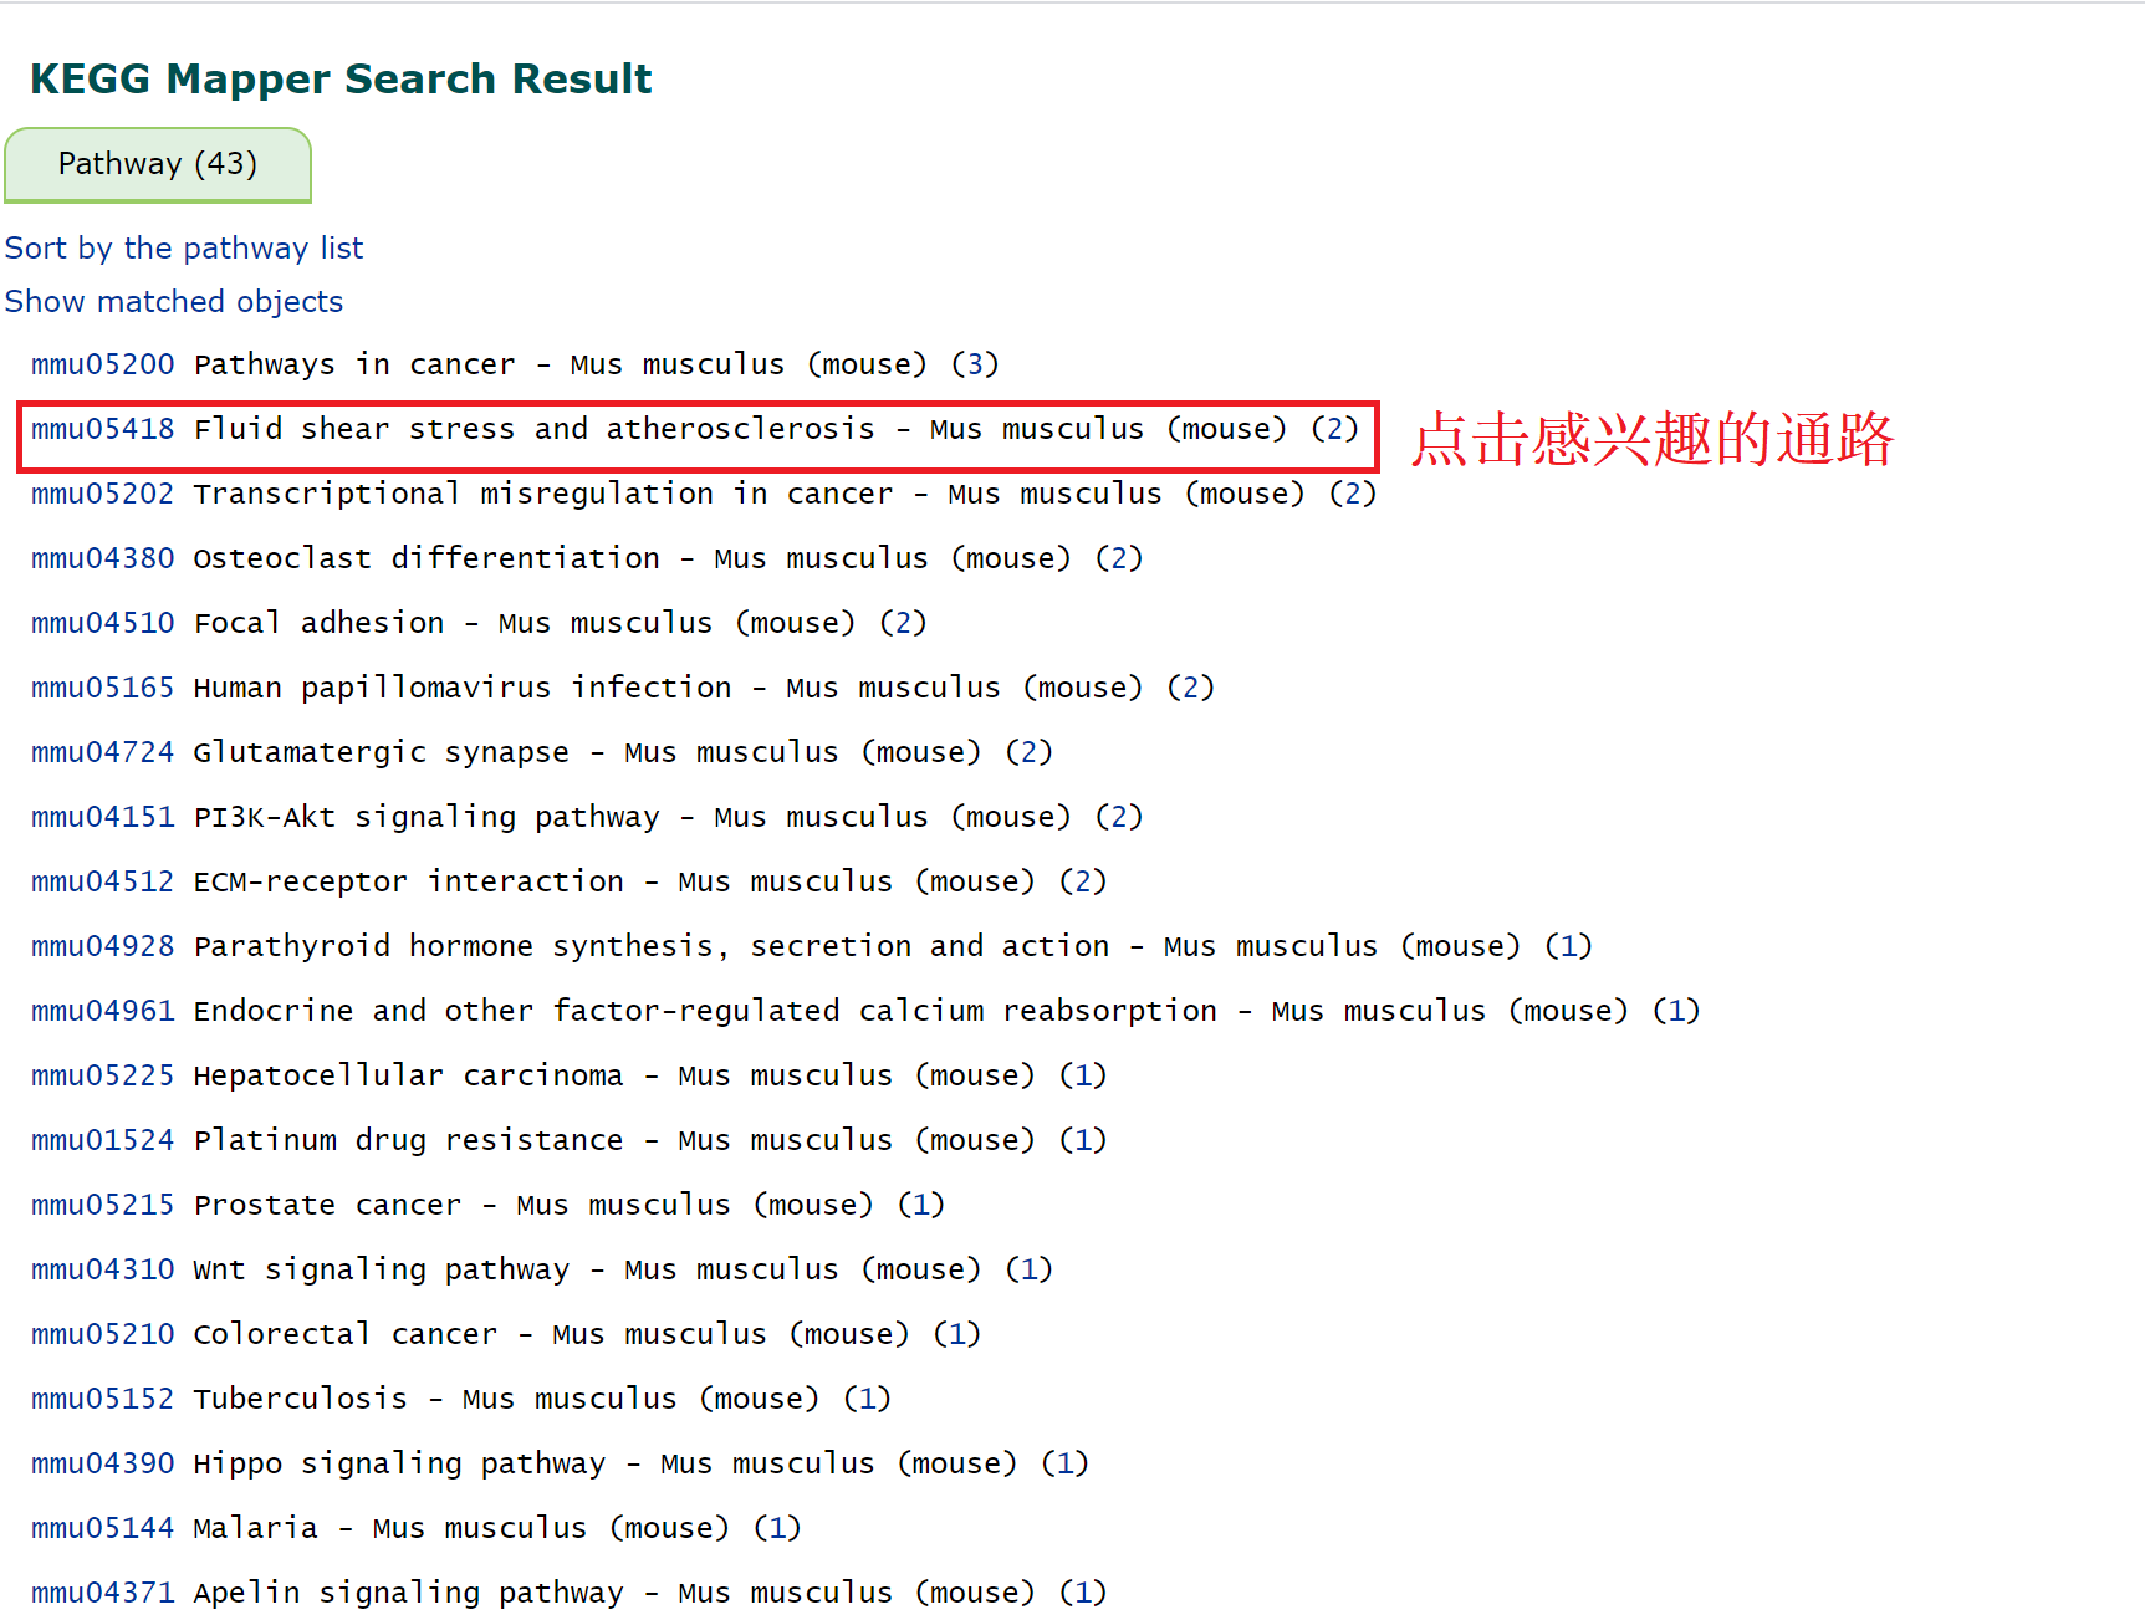 KEGG Mapper Search Result
Pathway (43)
Sort by the pathway list
Show matched objects
mmu05200 Pathways in cancer - Mus musculus (mouse) (3)
mmu05418 Fluid shear stress and atherosclerosis - Mus musculus (mouse) (2) 点击感兴趣的通路
mmu05202 Transcriptional misregulation in cancer - Mus musculus (mouse) (2)
mmu04380 Osteoclast differentiation - Mus musculus (mouse) (2)
mmu04510 Focal adhesion - Mus musculus (mouse) (2)
mmu05165 Human papillomavirus infection - Mus musculus (mouse) (2)
mmu04724 Glutamatergic synapse - Mus musculus (mouse) (2)
mmu04151 PI3K-Akt signaling pathway - Mus musculus (mouse) (2)
mmu04512 ECM-receptor interaction - Mus musculus (mouse) (2)
mmu04928 Parathyroid hormone synthesis, secretion and action - Mus musculus (mouse) (1)
mmu04961 Endocrine and other factor-regulated calcium reabsorption - Mus musculus (mouse) (1)
mmu05225 Hepatocellular carcinoma - Mus musculus (mouse) (1)
mmu01524 Platinum drug resistance - Mus musculus (mouse) (1)
mmu05215 Prostate cancer - Mus musculus (mouse) (1)
mmu04310 Wnt signaling pathway - Mus musculus (mouse) (1)
mmu05210 Colorectal cancer - Mus musculus (mouse) (1)
mmu05152 Tuberculosis - Mus musculus (mouse) (1)
mmu04390 Hippo signaling pathway - Mus musculus (mouse) (1)
mmu05144 Malaria - Mus musculus (mouse) (1)
mmu04371 Apelin signaling pathway - Mus musculus (mouse) (1)